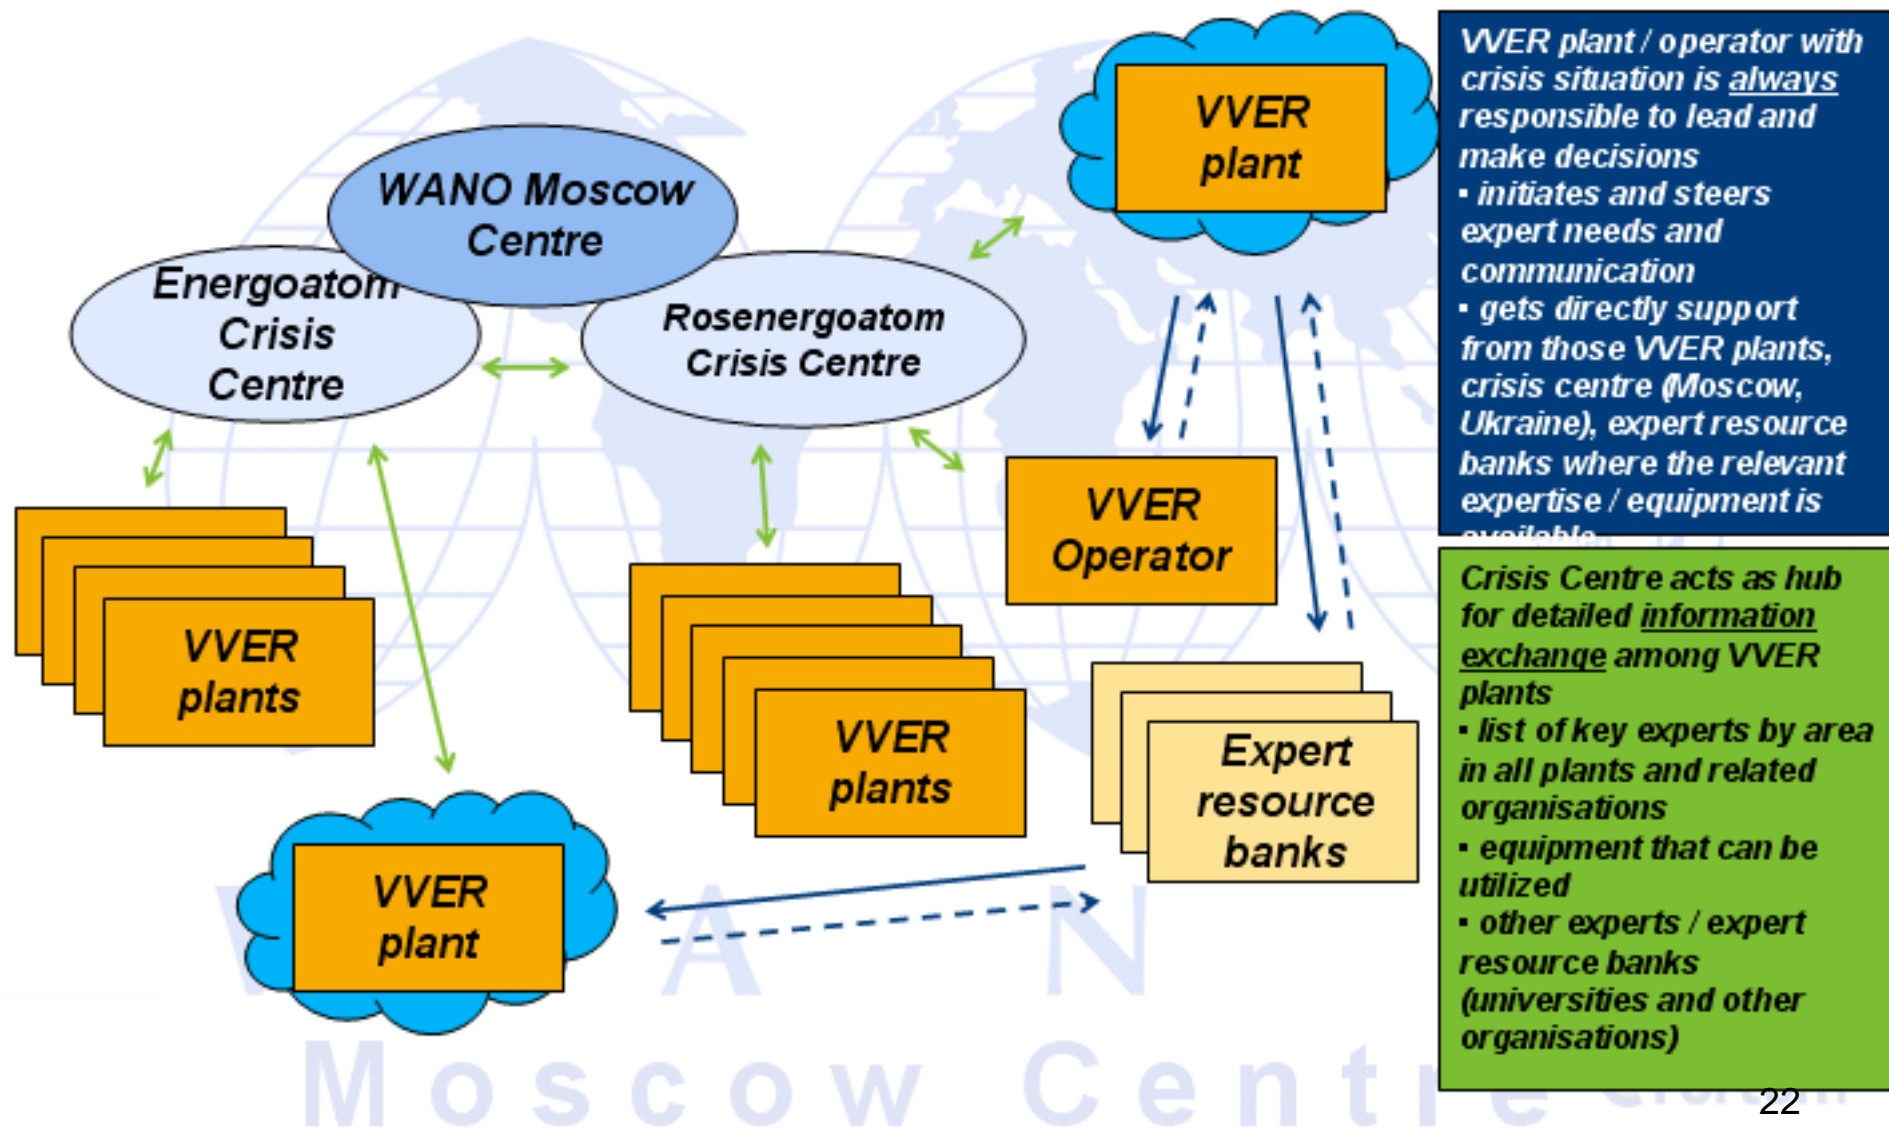 WANO Moscow
Centre
Energoatom
Crisis
Centre
Rosenergoatom
Crisis Centre
VVER
plant
VVER
Operator
VVER
plants
VVER
plants
Expert
resource
banks
VVER
plant
VVER plant / operator with
crisis situation is always
responsible to lead and
make decisions
▪ initiates and steers
expert needs and
communication
▪ gets directly support
from those VVER plants,
crisis centre (Moscow,
Ukraine), expert resource
banks where the relevant
expertise / equipment is
available
Crisis Centre acts as hub
for detailed information
exchange among VVER
plants
▪ list of key experts by area
in all plants and related
organisations
▪ equipment that can be
utilized
▪ other experts / expert
resource banks
(universities and other
organisations)
W A N
Moscow Centre
22